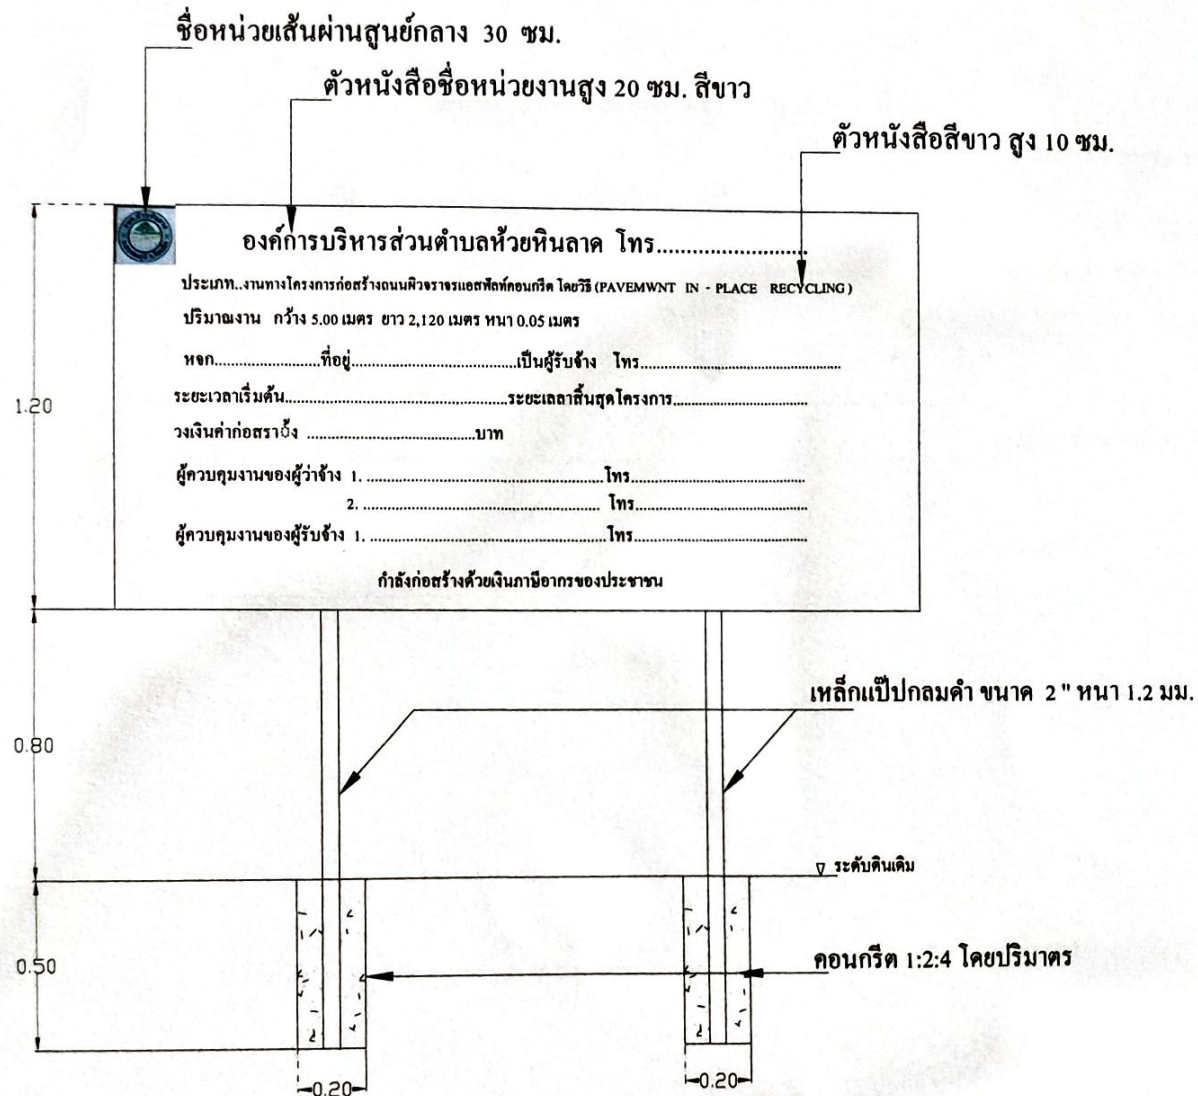 ชื่อหน่วยเส้นผ่านสูนย์กลาง 30 ซม.
ตัวหนังสือชื่อหน่วยงานสูง 20 ซม. สีขาว
ตัวหนังสือสีขาว สูง 10 ซม.
องค์การบริหารส่วนตำบลห้วยหินลาด โทร.........................
ประเภท..งานทางโครงการก่อสร้างถนนผิวจราจรแอสฟัลท์คอนกรีต โดยวิธี (PAVEMWNT IN - PLACE RECYCLING)
ปริมาณงาน กว้าง 5.00 เมตร ยาว 2,120 เมตร หนา 0.05 เมตร
หจก..........................ที่อยู่..........................................เป็นผู้รับจ้าง โทร..................................................
ระยะเวลาเริ่มต้น........................................................ระยะเลลาสิ้นสุดโครงการ..................................
วงเงินค่าก่อสราั้ง ..........................................บาท
ผู้ควบคุมงานของผู้ว่าจ้าง 1. ...........................................................โทร...........................................
2. ........................................................... โทร..........................................
ผู้ควบคุมงานของผู้รับจ้าง 1. ...........................................................โทร...........................................
กำลังก่อสร้างด้วยเงินภามีอากรของประชาชน
1.20
เหล็กแป๊ปกลมดำ ขนาด 2 " หนา 1.2 มม.
0.80
ระดับดินเดิม
0.50
คอนกรีต 1:2:4 โดยปริมาตร
0.20
0.20